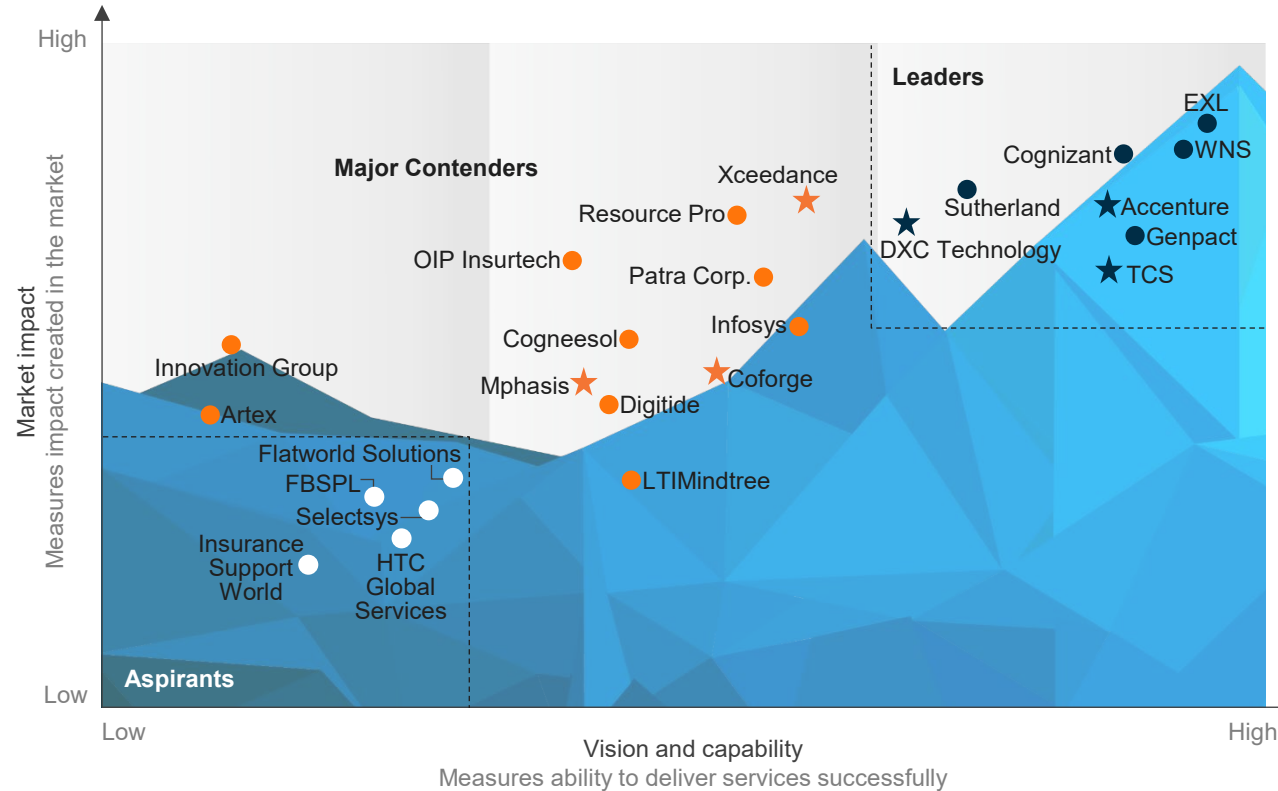 High
Leaders
EXL
Cognizant
WNS
Major Contenders
Xceedance
Resource Pro
Sutherland
Accenture
Genpact
DXC Technology
OIP Insurtech
Patra Corp.
TCS
Infosys
Cogneesol
Innovation Group
Mphasis
Coforge
Digitide
Artex
Flatworld Solutions
FBSPL
LTIMindtree
Selectsys
Insurance
Support
World
HTC
Global
Services
Aspirants
Market impact
Measures impact created in the market
Low
Low
High
Vision and capability
Measures ability to deliver services successfully